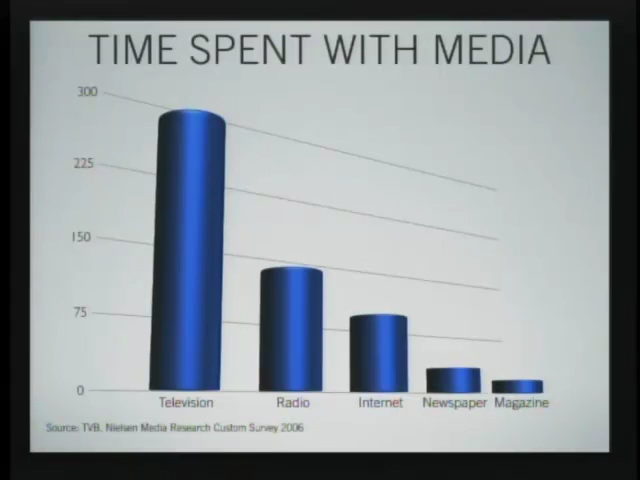 TIME SPENT WITH MEDIA
300
225
150
75
0
Television Radio Internet Newspaper Magazine
Source: TVB, Nielsen Media Research Custom Survey 2006